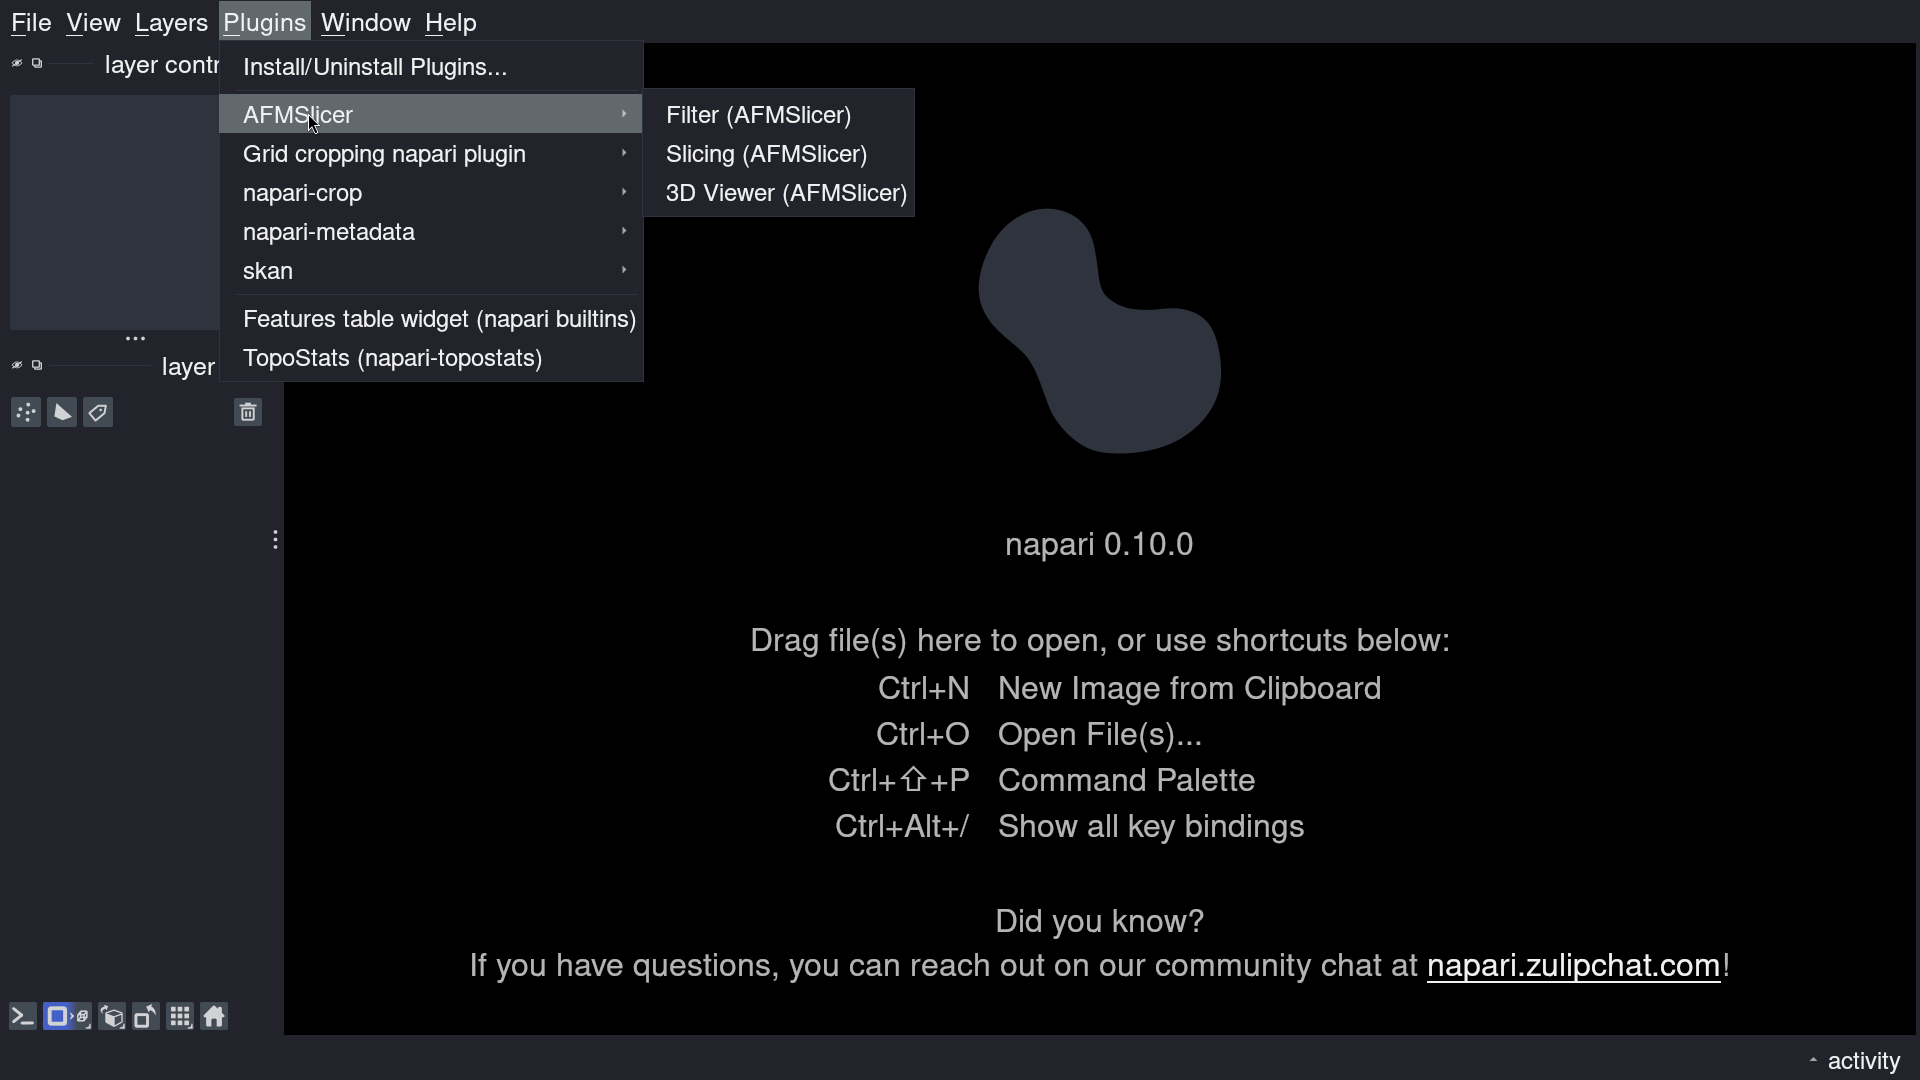 File View Layers Plugins Window Help
layer contr
Install/Uninstall Plugins...
AFMSlicer
Grid cropping napari plugin
napari-crop
napari-metadata
skan
Features table widget (napari builtins)
TopoStats (napari-topostats)
Filter (AFMSlicer)
Slicing (AFMSlicer)
3D Viewer (AFMSlicer)
layer
napari 0.10.0
Drag file(s) here to open, or use shortcuts below:
Ctrl+N New Image from Clipboard
Ctrl+O Open File(s)...
Ctrl+⇧+P Command Palette
Ctrl+Alt+/ Show all key bindings
Did you know?
If you have questions, you can reach out on our community chat at napari.zulipchat.com!
activity